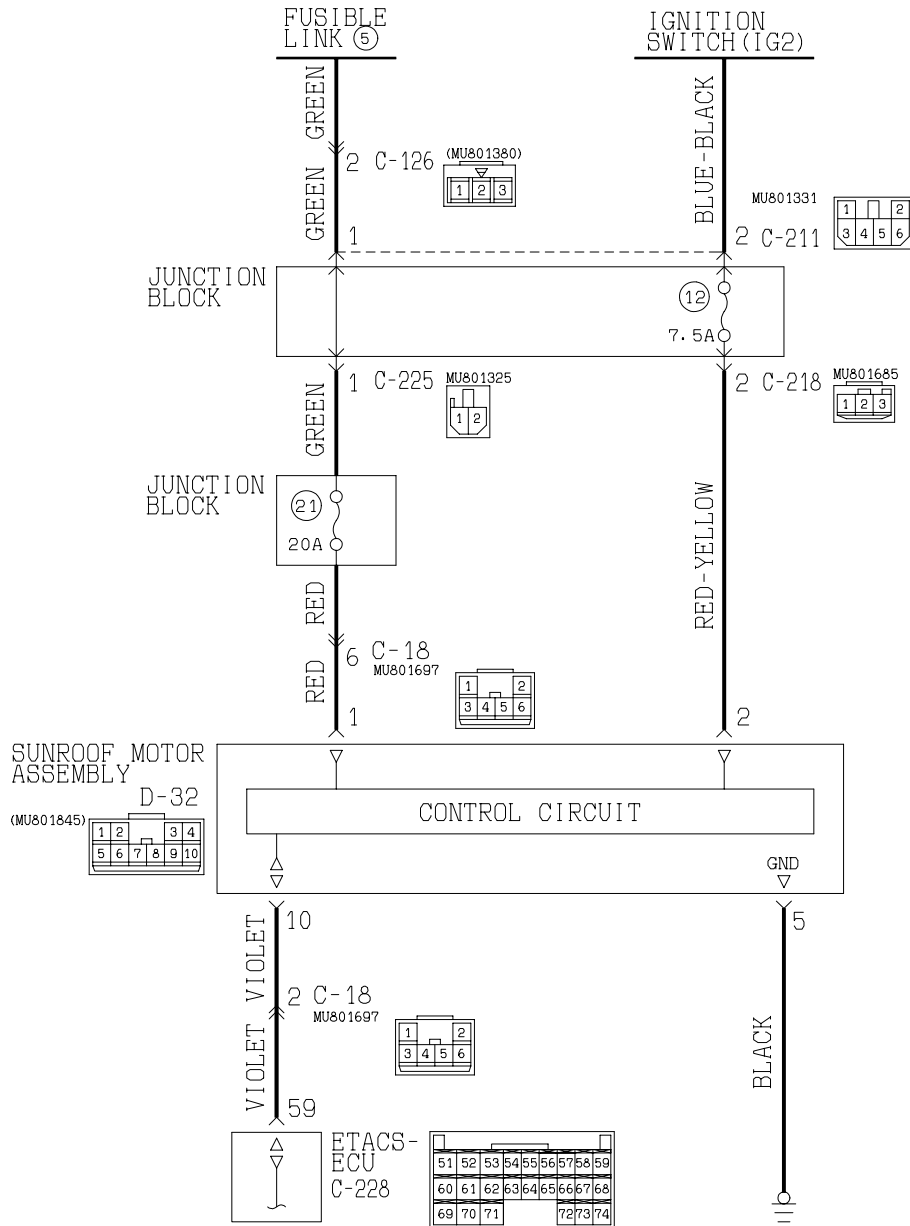 FUSIBLE
LINK ⑤
IGNITION
SWITCH(IG2)
GREEN
GREEN
BLUE-BLACK
2 C-126 (MU801380)
1 2 3
MU801331
1 2
3 4 5 6
1
2 C-211
JUNCTION
BLOCK
⑫
7.5A
1 C-225 MU801325
1 2
2 C-218 MU801685
1 2 3
GREEN
JUNCTION
BLOCK
㉑
20A
RED-YELLOW
RED
RED
6 C-18
MU801697
1 2
3 4 5 6
1
2
SUNROOF MOTOR
ASSEMBLY
D-32
(MU801845)
1 2 3 4
5 6 7 8 9 10
CONTROL CIRCUIT
GND
10
5
VIOLET
VIOLET
2 C-18
MU801697
1 2
3 4 5 6
BLACK
59
ETACS-
ECU
C-228
51 52 53 54 55 56 57 58 59
60 61 62 63 64 65 66 67 68
69 70 71 72 73 74